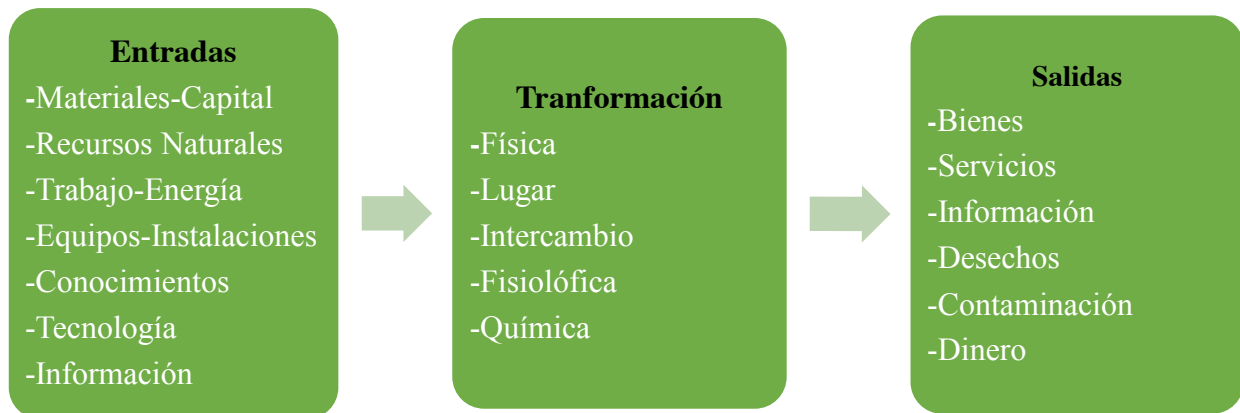 Entradas
-Materiales-Capital
-Recursos Naturales
-Trabajo-Energía
-Equipos-Instalaciones
-Conocimientos
-Tecnología
-Información
Tranformación
-Física
-Lugar
-Intercambio
-Fisiolófica
-Química
Salidas
-Bienes
-Servicios
-Información
-Desechos
-Contaminación
-Dinero